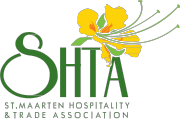 SHTA
ST.MAARTEN HOSPITALITY
& TRADE ASSOCIATION